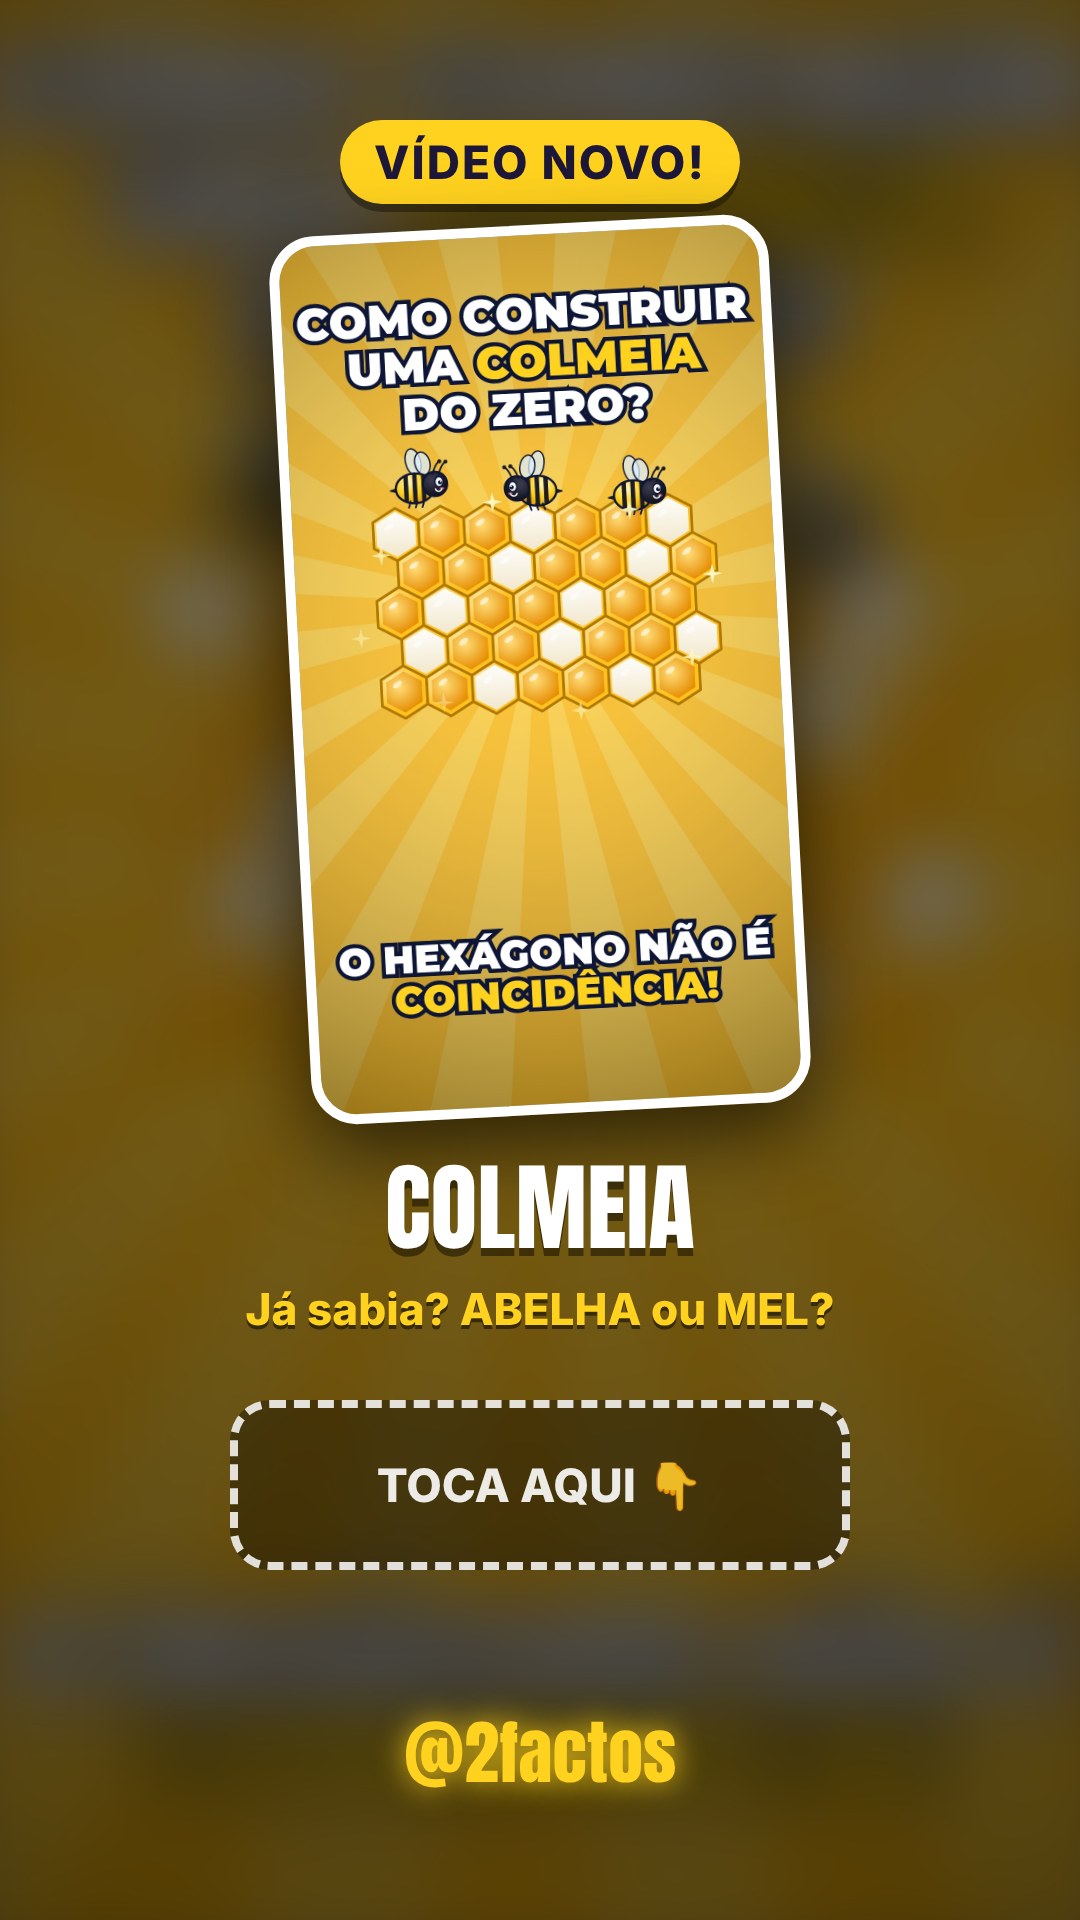 VÍDEO NOVO!
COMO CONSTRUIR
UMA COLMEIA
DO ZERO?
O HEXÁGONO NÃO É
COINCIDÊNCIA!
COLMEIA
Já sabia? ABELHA ou MEL?
TOCA AQUI 👇
@2factos